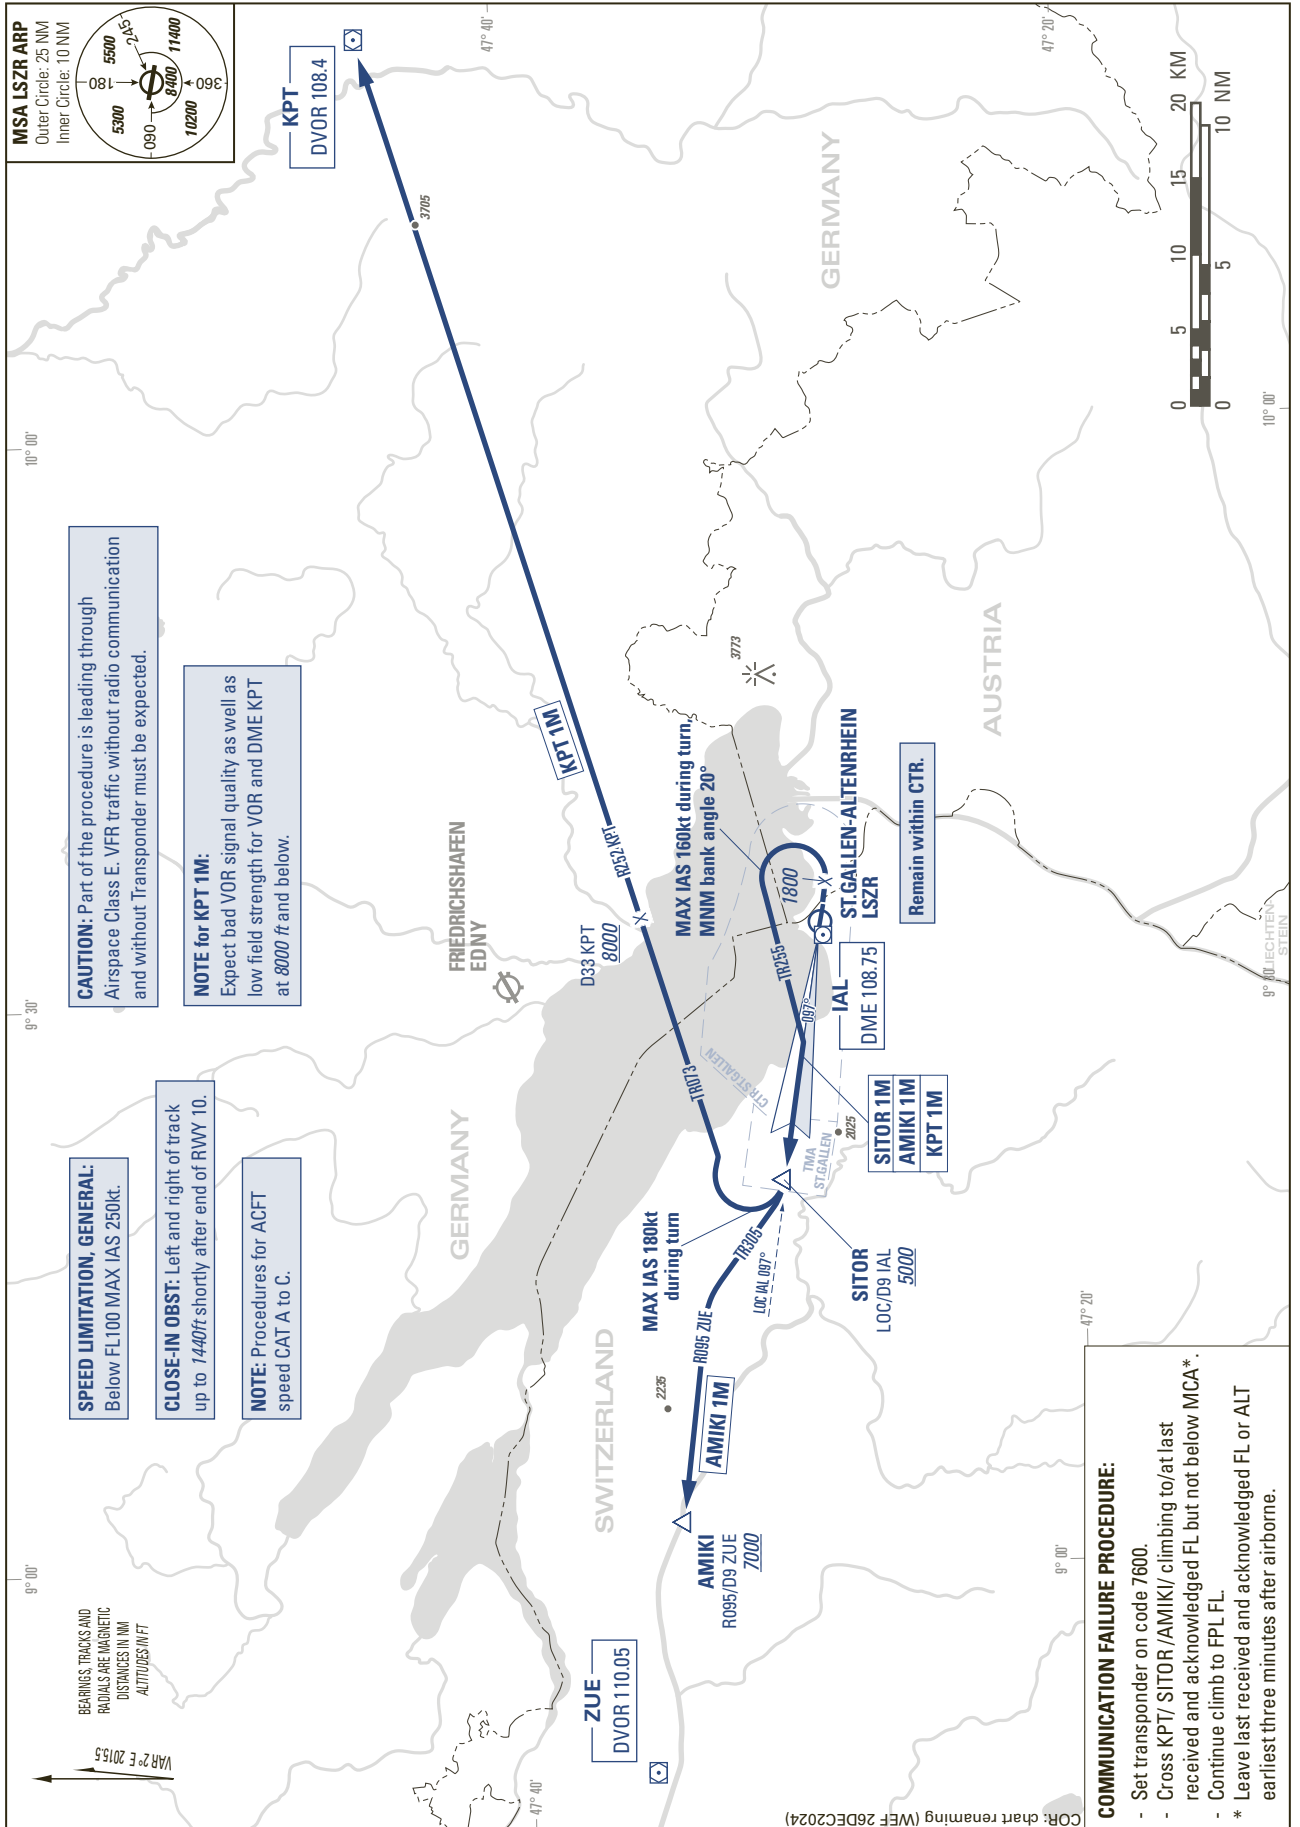 MSA LSZR ARP
Outer Circle: 25 NM
Inner Circle: 10 NM
245
5500
11400
180
8400
360
5300
10200
090
47° 40'
47° 20'
KPT
DVOR 108.4
3705
GERMANY
20 KM
15
10
5
0
10 NM
5
0
10° 00'
10° 00'
CAUTION: Part of the procedure is leading through
Airspace Class E. VFR traffic without radio communication
and without Transponder must be expected.
NOTE for KPT 1M:
Expect bad VOR signal quality as well as
low field strength for VOR and DME KPT
at 8000 ft and below.
KPT 1M
R252 KPT
3773
AUSTRIA
FRIEDRICHSHAFEN
EDNY
D33 KPT
8000
MAX IAS 160kt during turn,
MNM bank angle 20°
1800
ST.GALLEN-ALTENRHEIN
LSZR
Remain within CTR.
9° 30'
LIECHTEN
STEIN
TR255
097°
IAL
DME 108.75
TR073
CTR ST.GALLEN
SPEED LIMITATION, GENERAL:
Below FL100 MAX IAS 250kt.
CLOSE-IN OBST: Left and right of track
up to 1440ft shortly after end of RWY 10.
NOTE: Procedures for ACFT
speed CAT A to C.
GERMANY
TMA
ST.GALLEN
2025
SITOR 1M
AMIKI 1M
KPT 1M
MAX IAS 180kt
during turn
TR305
LOC IAL 097°
SITOR
LOC/D9 IAL
5000
47° 20'
SWITZERLAND
R095 ZUE
2235
AMIKI 1M
AMIKI
R095/D9 ZUE
7000
9° 00'
9° 00'
BEARINGS, TRACKS AND
RADIALS ARE MAGNETIC
DISTANCES IN NM
ALTITUDES IN FT
VAR 2° E 2015.5
ZUE
DVOR 110.05
47° 40'
COR: chart renaming (WEF 26DEC2024)
COMMUNICATION FAILURE PROCEDURE:
- Set transponder on code 7600.
- Cross KPT/ SITOR /AMIKI/ climbing to/at last
received and acknowledged FL but not below MCA*.
- Continue climb to FPL FL.
* Leave last received and acknowledged FL or ALT
earliest three minutes after airborne.